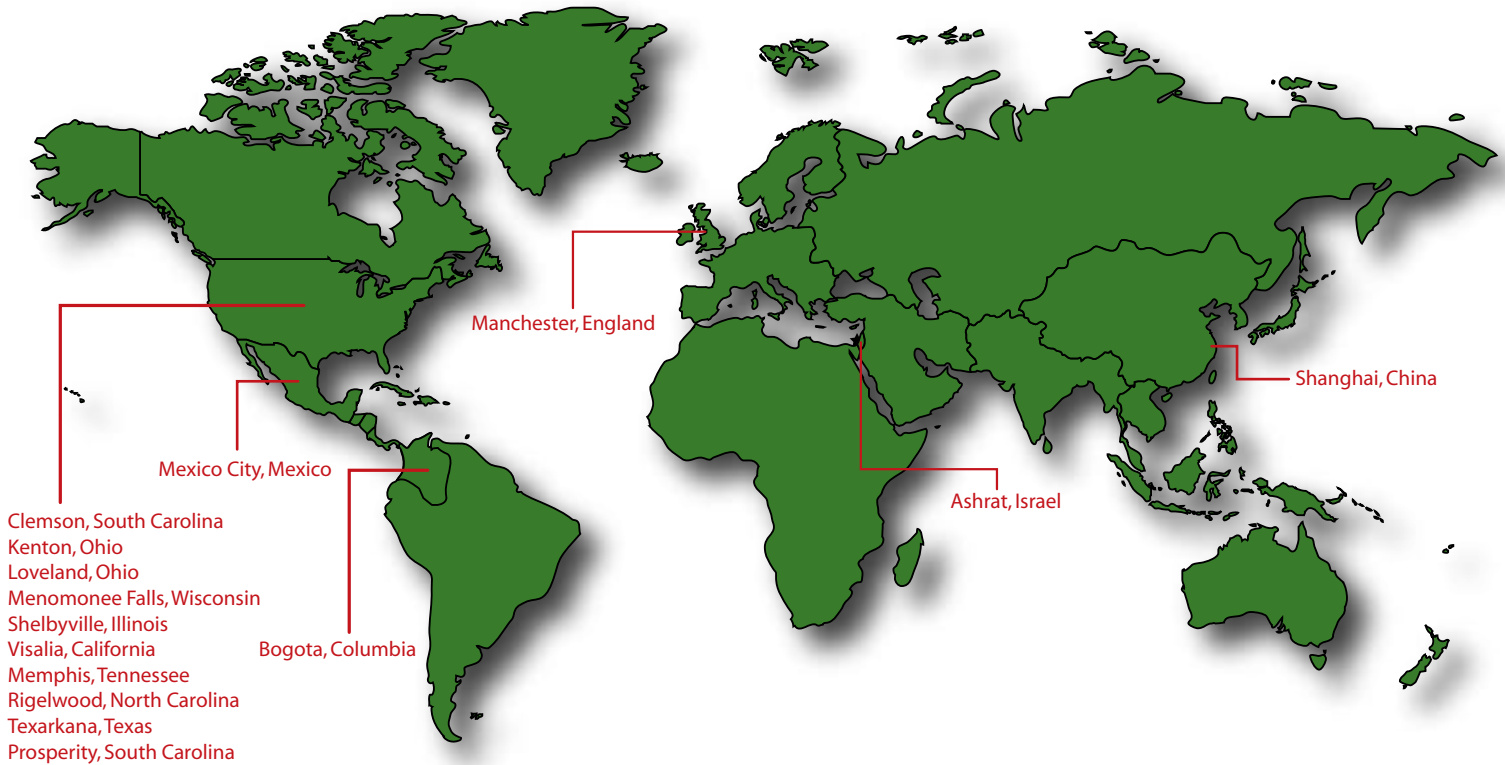 Manchester, England
Shanghai, China
Mexico City, Mexico
Ashrat, Israel
Clemson, South Carolina
Kenton, Ohio
Loveland, Ohio
Menomonee Falls, Wisconsin
Shelbyville, Illinois
Visalia, California
Memphis, Tennessee
Rigelwood, North Carolina
Texarkana, Texas
Prosperity, South Carolina
Bogota, Columbia